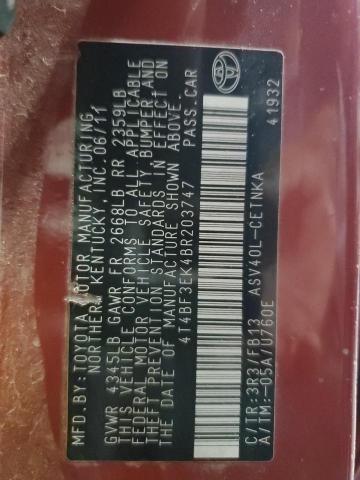 MFD.BY:TOYOTA MOTOR MANUFACTURING,
NORTHERN KENTUCKY, INC. 06/11
GVWR 4345LB GAWR FR 2668LB RR 2359LB
THIS VEHICLE CONFORMS TO ALL APPLICABLE
FEDERAL MOTOR VEHICLE SAFETY, BUMPER, AND
THEFT PREVENTION STANDARDS IN EFFECT ON
THE DATE OF MANUFACTURE SHOWN ABOVE.
4T4BF3EK4BR203747 PASS.CAR
C/TR:3R3/FB13 ASV40L-CETNKA
A/TM:-05A/U760E
41932